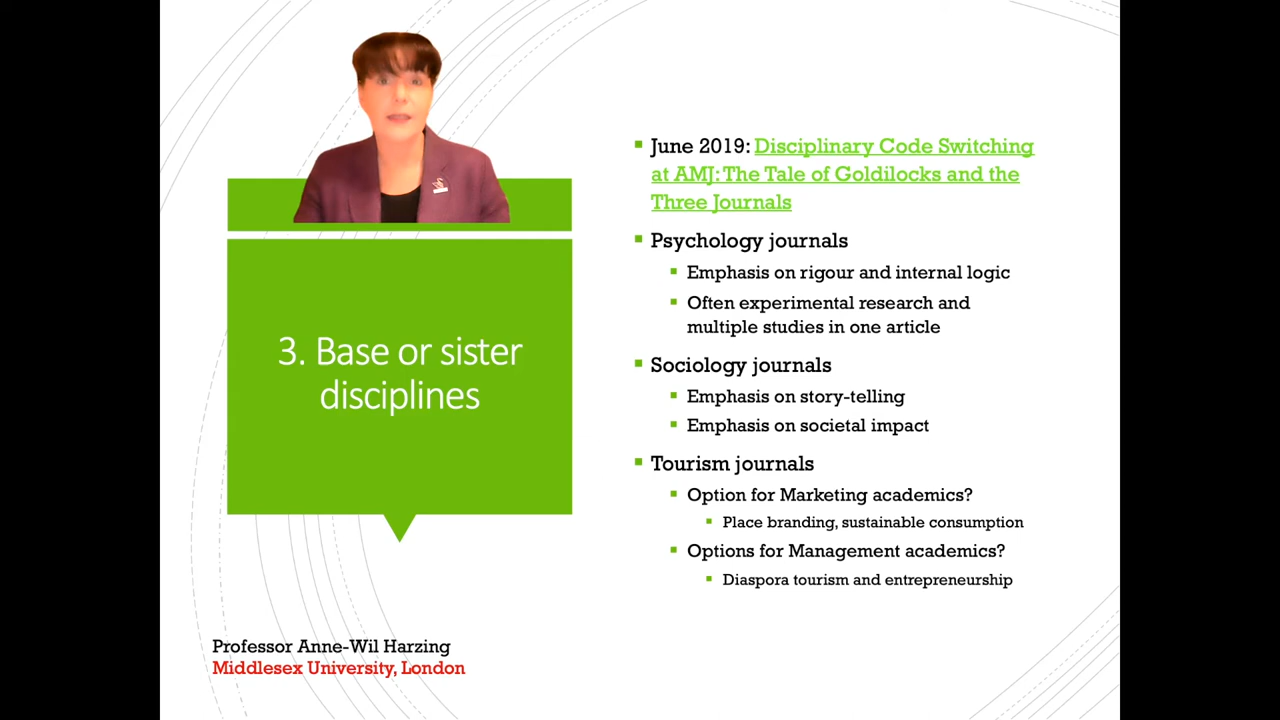 3. Base or sister
disciplines
June 2019: Disciplinary Code Switching
at AMJ: The Tale of Goldilocks and the
Three Journals
Psychology journals
Emphasis on rigour and internal logic
Often experimental research and
multiple studies in one article
Sociology journals
Emphasis on story-telling
Emphasis on societal impact
Tourism journals
Option for Marketing academics?
Place branding, sustainable consumption
Options for Management academics?
Diaspora tourism and entrepreneurship
Professor Anne-Wil Harzing
Middlesex University, London